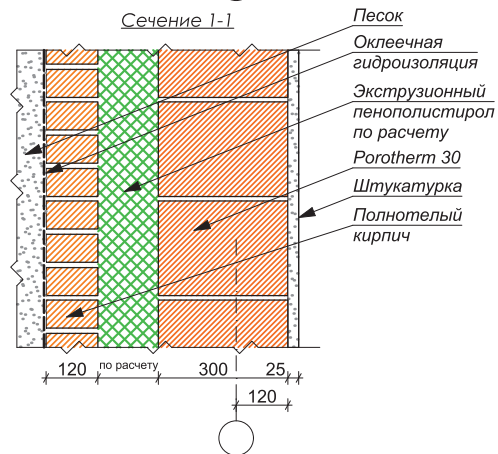 Сечение 1-1
Песок
Оклеечная
гидроизоляция
Экструзионный
пенополистирол
по расчету
Porotherm 30
Штукатурка
Полнотелый
кирпич
120
по расчету
300
25
120